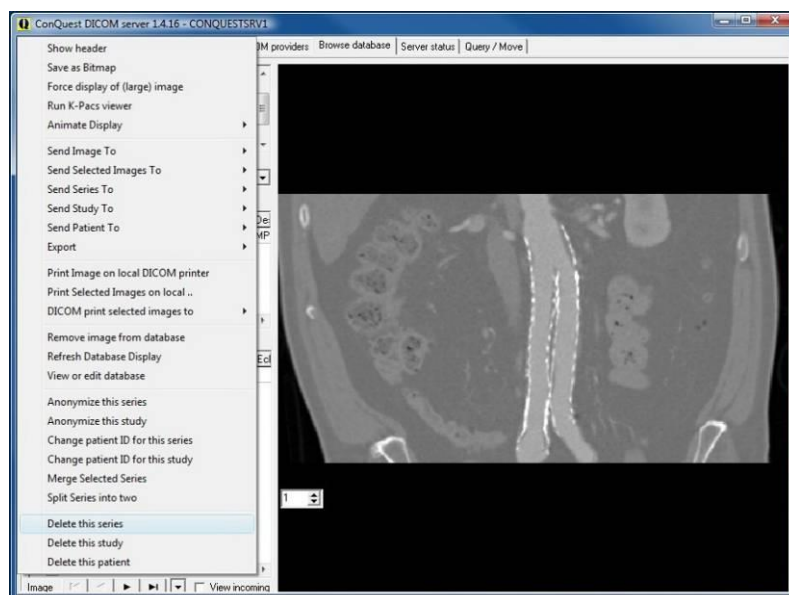 ConQuest DICOM server 1.4.16 - CONQUESTSRV1
OM providers Browse database Server status Query / Move
Show header
Save as Bitmap
Force display of (large) image
Run K-Pacs viewer
Animate Display
Send Image To
Send Selected Images To
Send Series To
Send Study To
Send Patient To
Export
Print Image on local DICOM printer
Print Selected Images on local ..
DICOM print selected images to
Remove image from database
Refresh Database Display
View or edit database
Anonymize this series
Anonymize this study
Change patient ID for this series
Change patient ID for this study
Merge Selected Series
Split Series into two
1
Delete this series
Delete this study
Delete this patient
Image View incoming